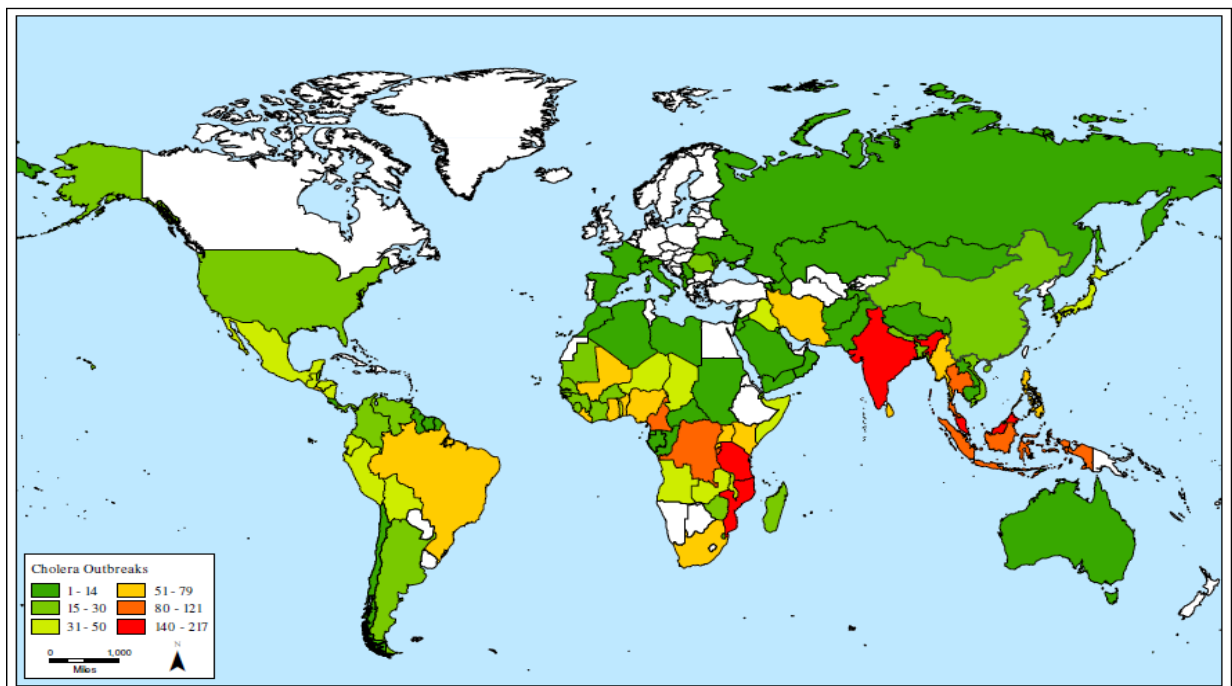 Cholera Outbreaks
1 - 14 51 - 79
15 - 30 80 - 121
31 - 50 140 - 217
0 1,000
Miles
N